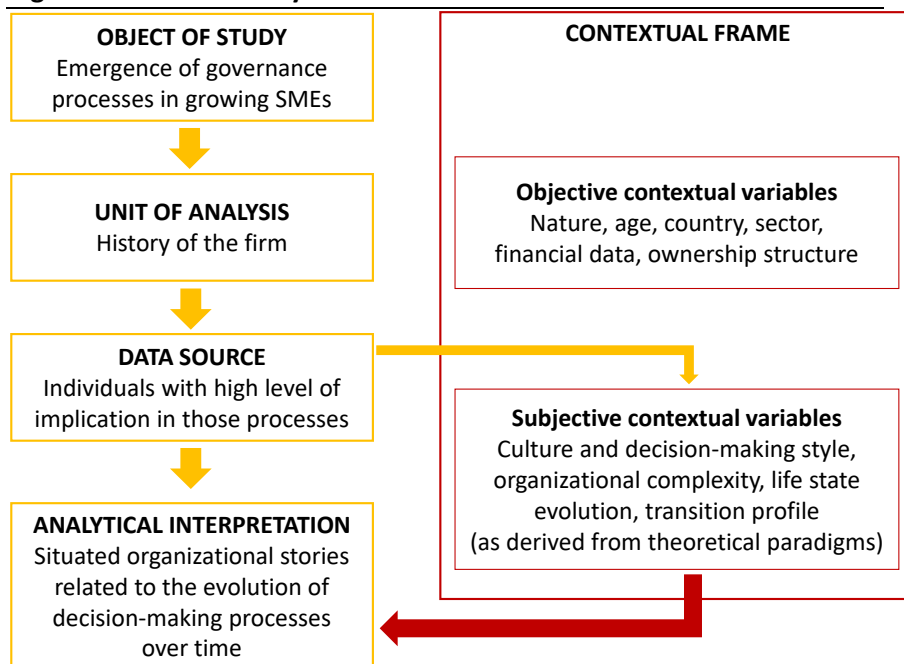 OBJECT OF STUDY
Emergence of governance
processes in growing SMEs
UNIT OF ANALYSIS
History of the firm
DATA SOURCE
Individuals with high level of
implication in those processes
ANALYTICAL INTERPRETATION
Situated organizational stories
related to the evolution of
decision-making processes
over time
CONTEXTUAL FRAME
Objective contextual variables
Nature, age, country, sector,
financial data, ownership structure
Subjective contextual variables
Culture and decision-making style,
organizational complexity, life state
evolution, transition profile
(as derived from theoretical paradigms)